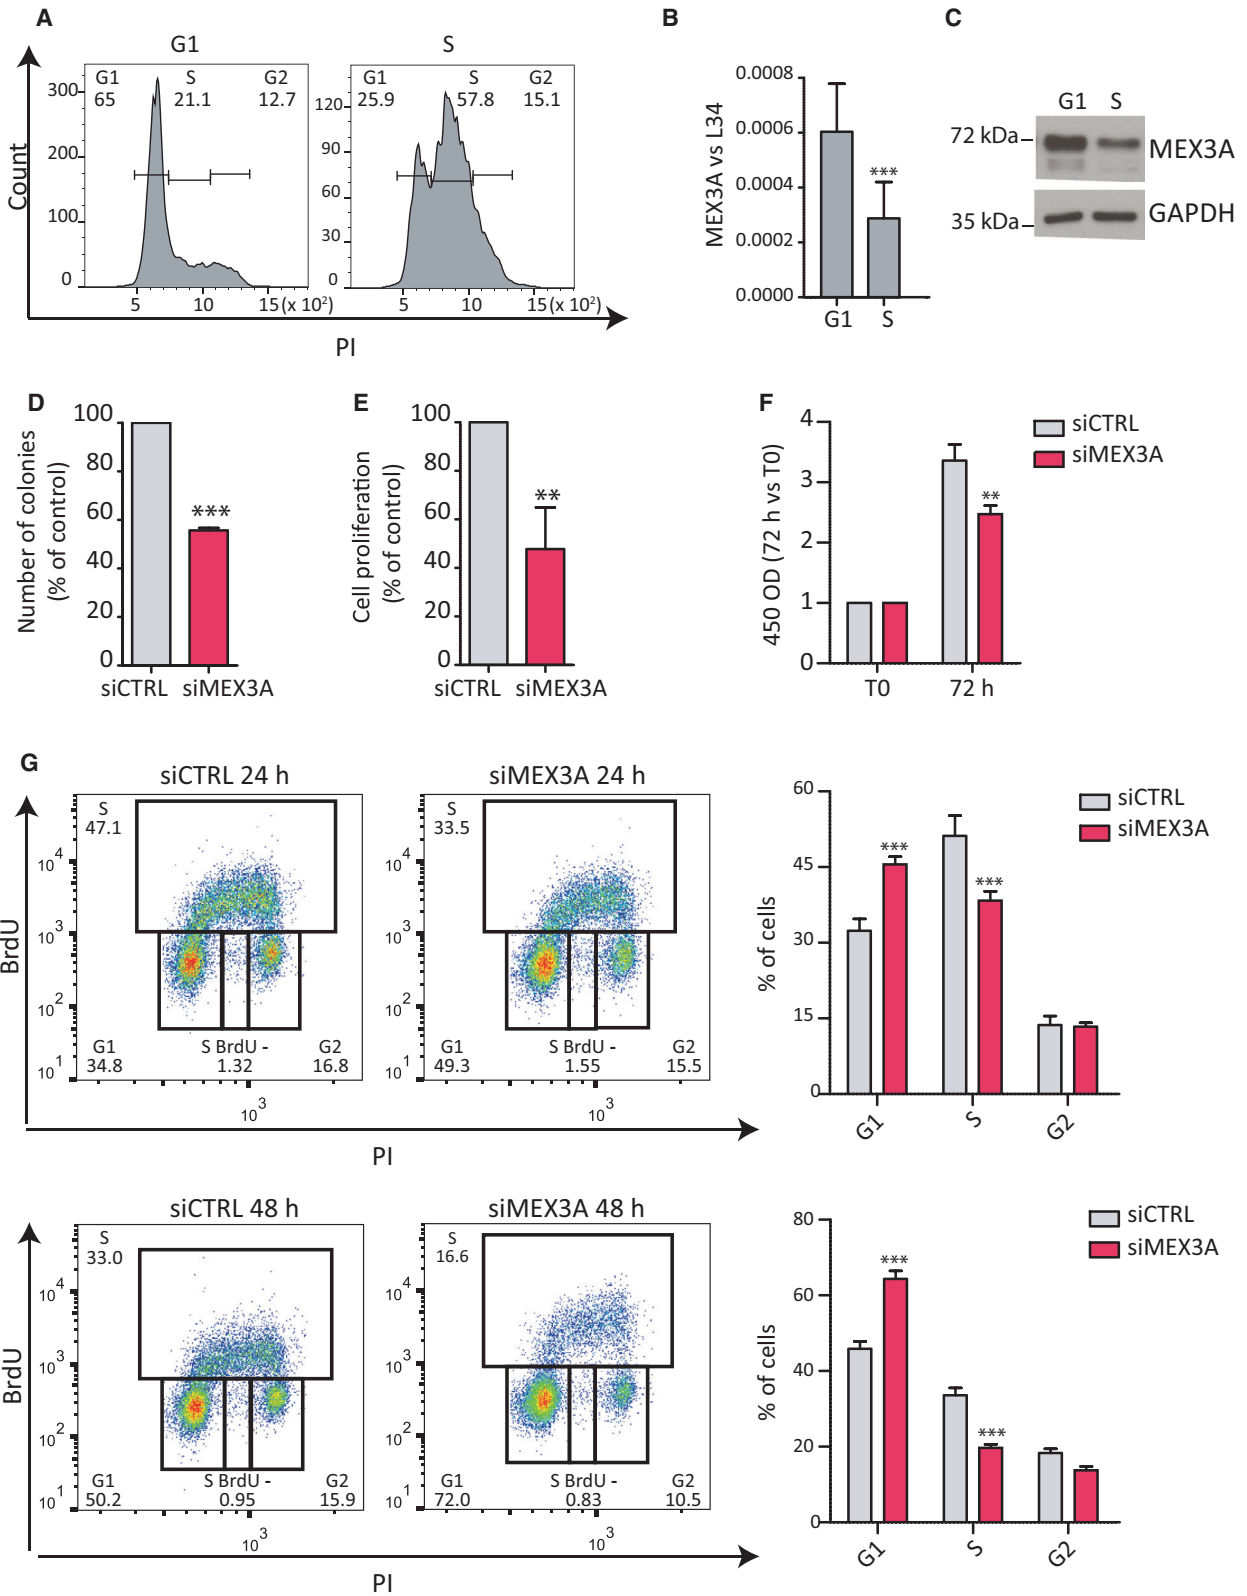 A
G1
S
G1 S G2
65 21.1 12.7
G1 S G2
25.9 57.8 15.1
Count
300
200
100
0
120
90
60
30
0
5 10 15 (x 10²)
5 10 15 (x 10²)
PI
B
MEX3A vs L34
0.0008
0.0006
0.0004
0.0002
0.0000
***
G1 S
C
G1 S
72 kDa
MEX3A
35 kDa
GAPDH
D
Number of colonies
(% of control)
100
80
60
40
20
0
***
siCTRL siMEX3A
E
Cell proliferation
(% of control)
100
80
60
40
20
0
**
siCTRL siMEX3A
F
450 OD (72 h vs T0)
4
3
2
1
0
**
T0 72 h
siCTRL
siMEX3A
G
siCTRL 24 h
S
47.1
10⁴
10³
10²
10¹
G1 S BrdU - G2
34.8 1.32 16.8
10³
siMEX3A 24 h
S
33.5
10⁴
10³
10²
10¹
G1 S BrdU - G2
49.3 1.55 15.5
10³
BrdU
PI
% of cells
60
45
30
15
0
***
***
G1 S G2
siCTRL
siMEX3A
siCTRL 48 h
S
33.0
10⁴
10³
10²
10¹
G1 S BrdU - G2
50.2 0.95 15.9
10³
siMEX3A 48 h
S
16.6
10⁴
10³
10²
10¹
G1 S BrdU - G2
72.0 0.83 10.5
10³
BrdU
PI
% of cells
80
60
40
20
0
***
***
G1 S G2
siCTRL
siMEX3A